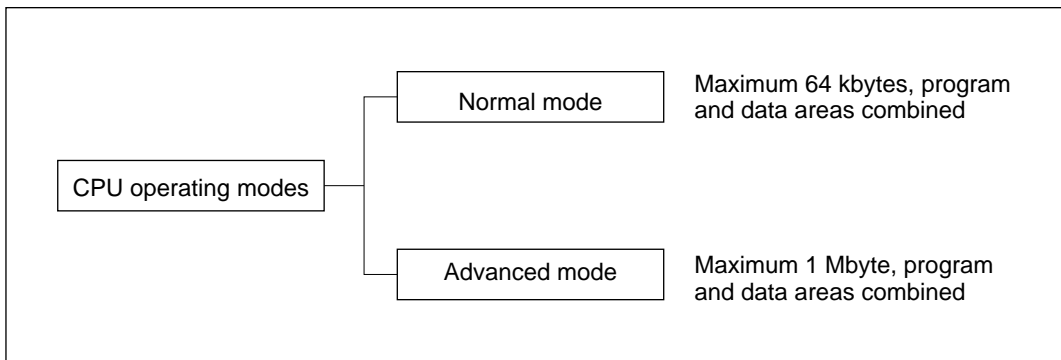 Normal mode
Maximum 64 kbytes, program
and data areas combined
CPU operating modes
Advanced mode
Maximum 1 Mbyte, program
and data areas combined